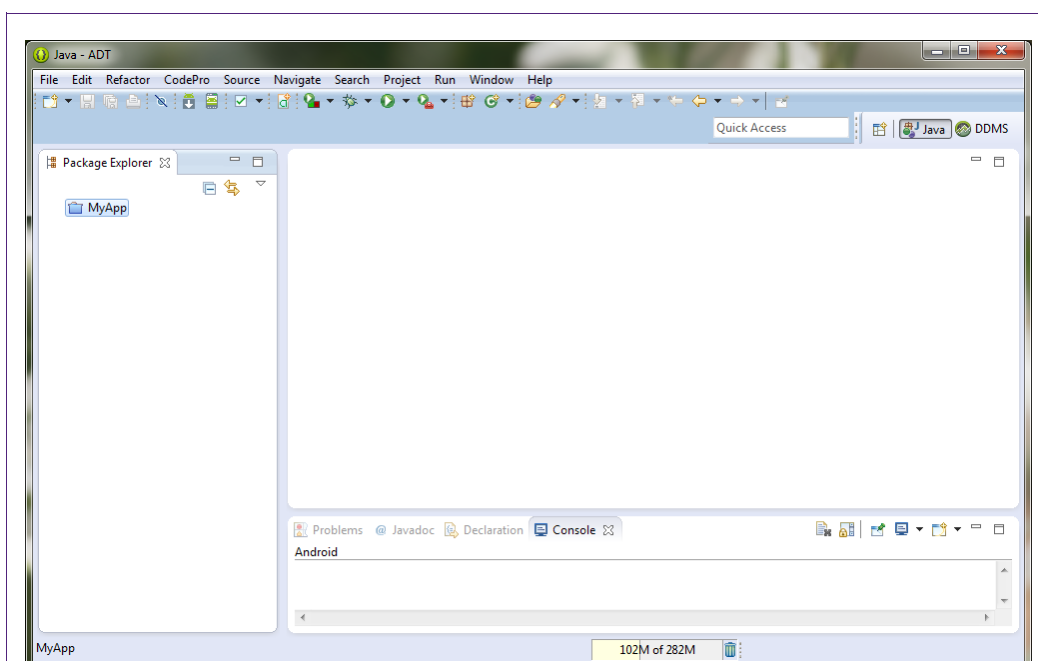 Java - ADT
File Edit Refactor CodePro Source Navigate Search Project Run Window Help
Quick Access
Java
DDMS
Package Explorer
MyApp
Problems @ Javadoc Declaration Console
Android
MyApp
102M of 282M